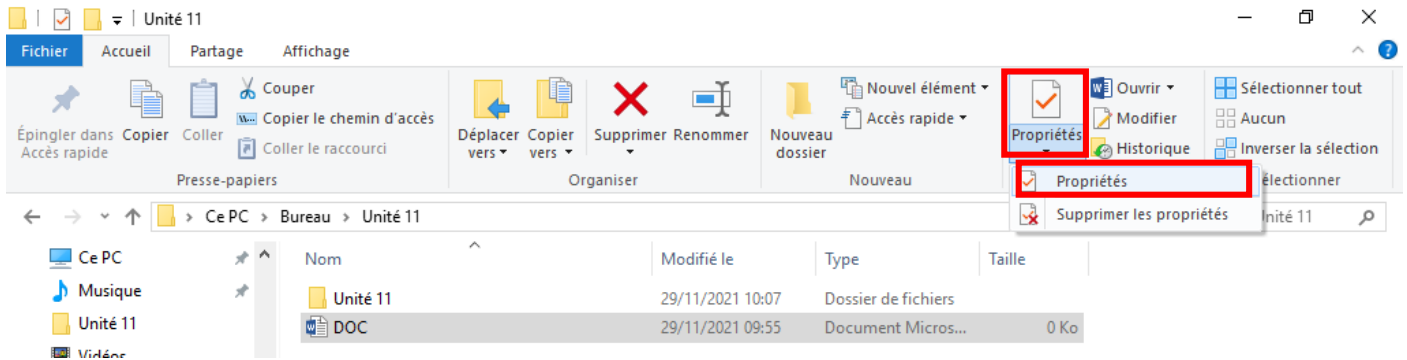 Unité 11
Fichier Accueil Partage Affichage
Épingler dans Accès rapide
Copier
Coller
Couper
Copier le chemin d'accès
Coller le raccourci
Déplacer vers
Copier vers
Supprimer
Renommer
Nouveau dossier
Nouvel élément
Accès rapide
Propriétés
Ouvrir
Modifier
Historique
Sélectionner tout
Aucun
Inverser la sélection
Presse-papiers Organiser Nouveau électionner
Propriétés
Supprimer les propriétés
Ce PC > Bureau > Unité 11
nité 11
Ce PC
Musique
Unité 11
Vidéos
Nom Modifié le Type Taille
Unité 11 29/11/2021 10:07 Dossier de fichiers
DOC 29/11/2021 09:55 Document Micros... 0 Ko